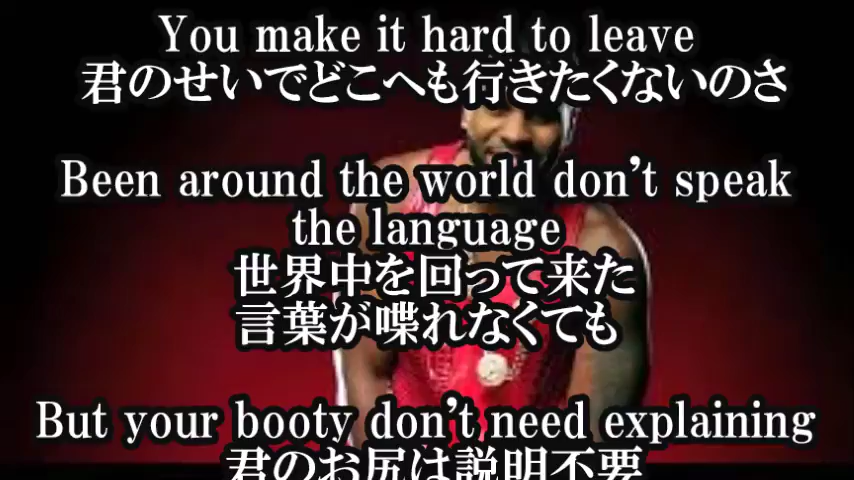 You make it hard to leave
君のせいでどこへも行きたくないのさ
Been around the world don't speak
the language
世界中を回って来た
言葉が喋れなくても
But your booty don't need explaining
君のお尻は説明不要